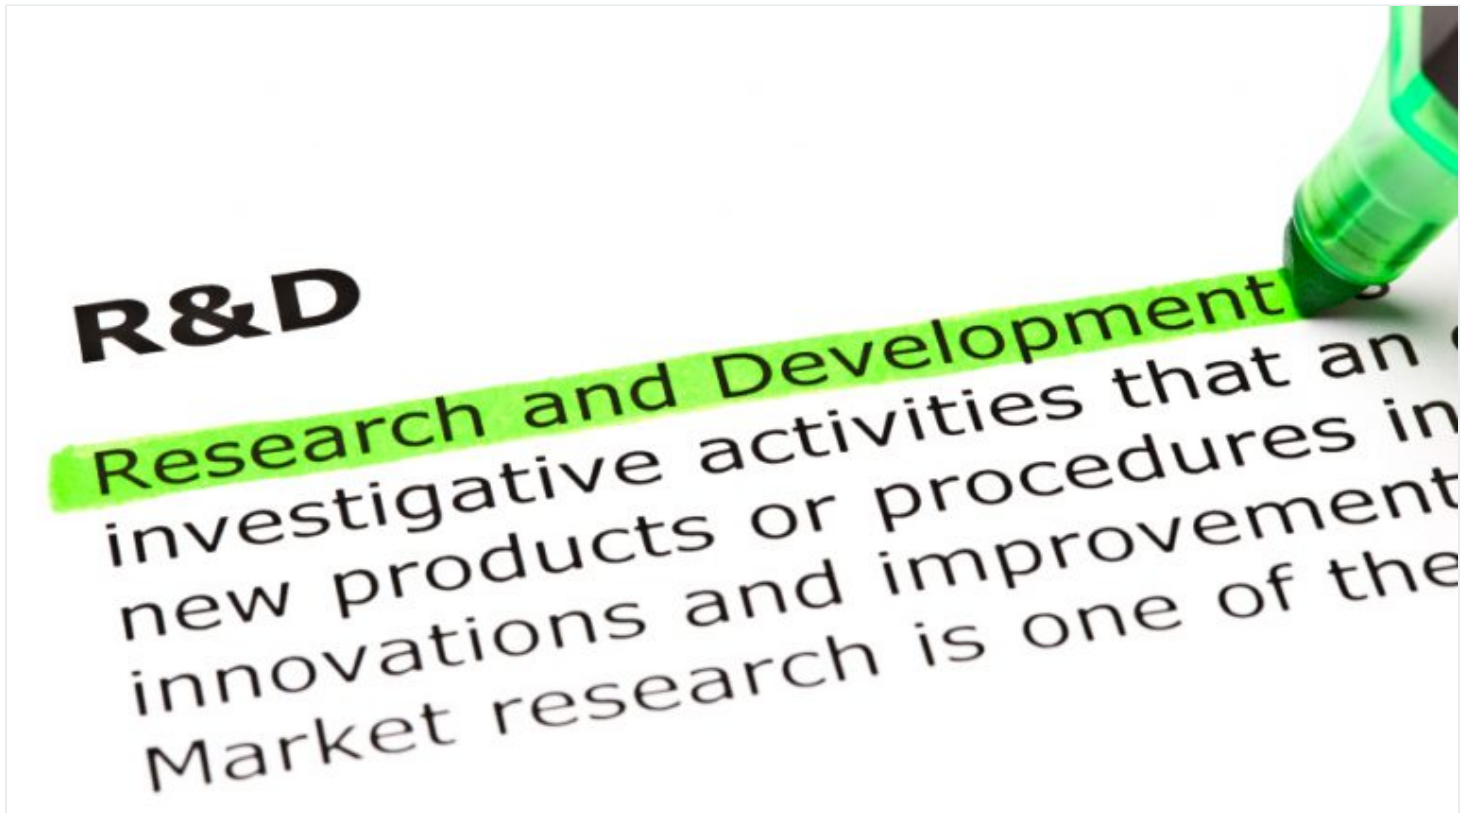 R&D
Research and Development
investigative activities that an
new products or procedures in
innovations and improvement
Market research is one of the